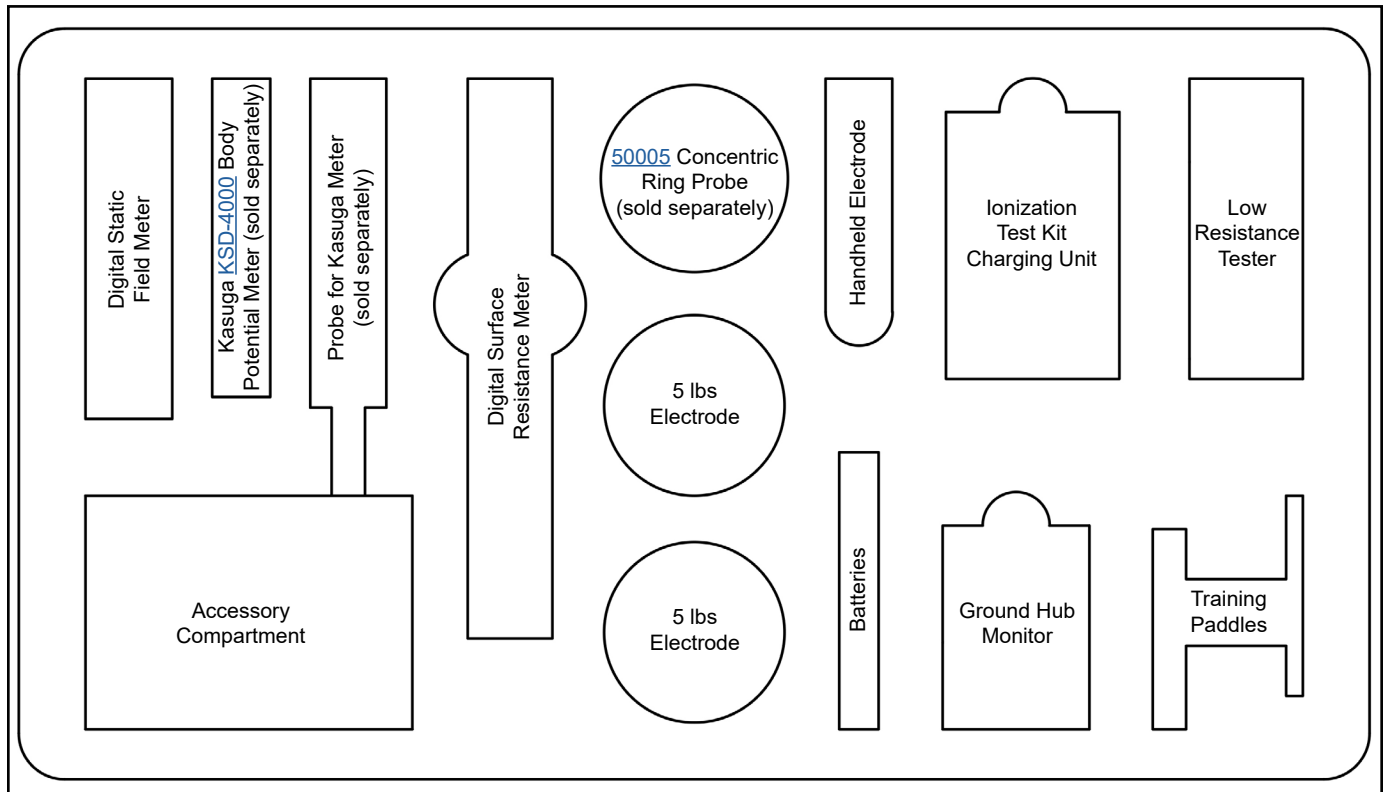 Digital Static
Field Meter
Kasuga KSD-4000 Body
Potential Meter (sold separately)
Probe for Kasuga Meter
(sold separately)
Digital Surface
Resistance Meter
50005 Concentric
Ring Probe
(sold separately)
Handheld Electrode
Ionization
Test Kit
Charging Unit
Low
Resistance
Tester
5 lbs
Electrode
Accessory
Compartment
5 lbs
Electrode
Batteries
Ground Hub
Monitor
Training
Paddles